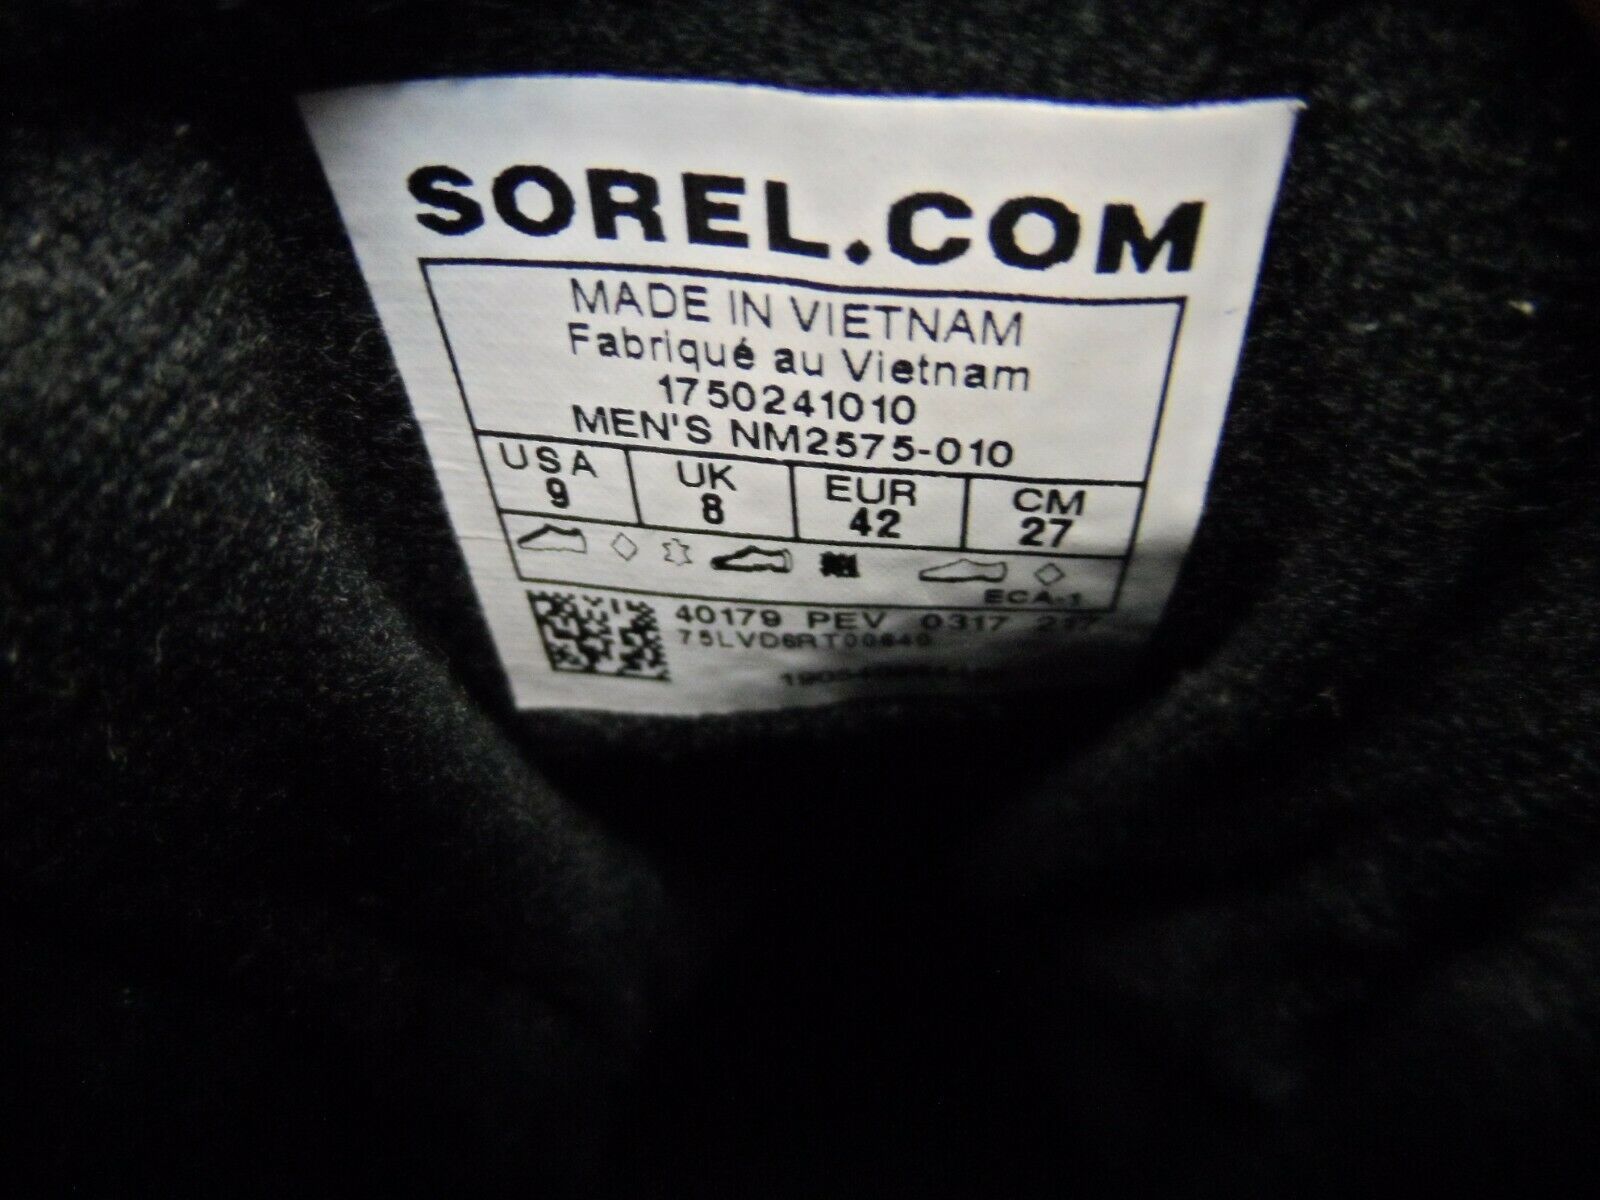 SOREL.COM
MADE IN VIETNAM
Fabriqué au Vietnam
1750241010
MEN'S NM2575-010
USA UK EUR CM
9 8 42 27
ECA-1
40179 PEV 0317 217